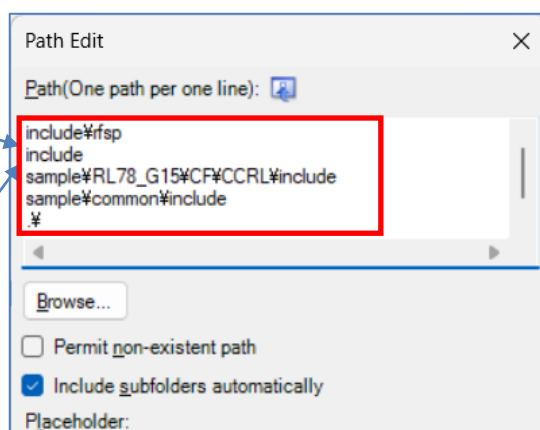 Path Edit
Path(One path per one line):
include¥rfsp
include
sample¥RL78_G15¥CF¥CCRL¥include
sample¥common¥include
.¥
Browse...
Permit non-existent path
Include subfolders automatically
Placeholder: